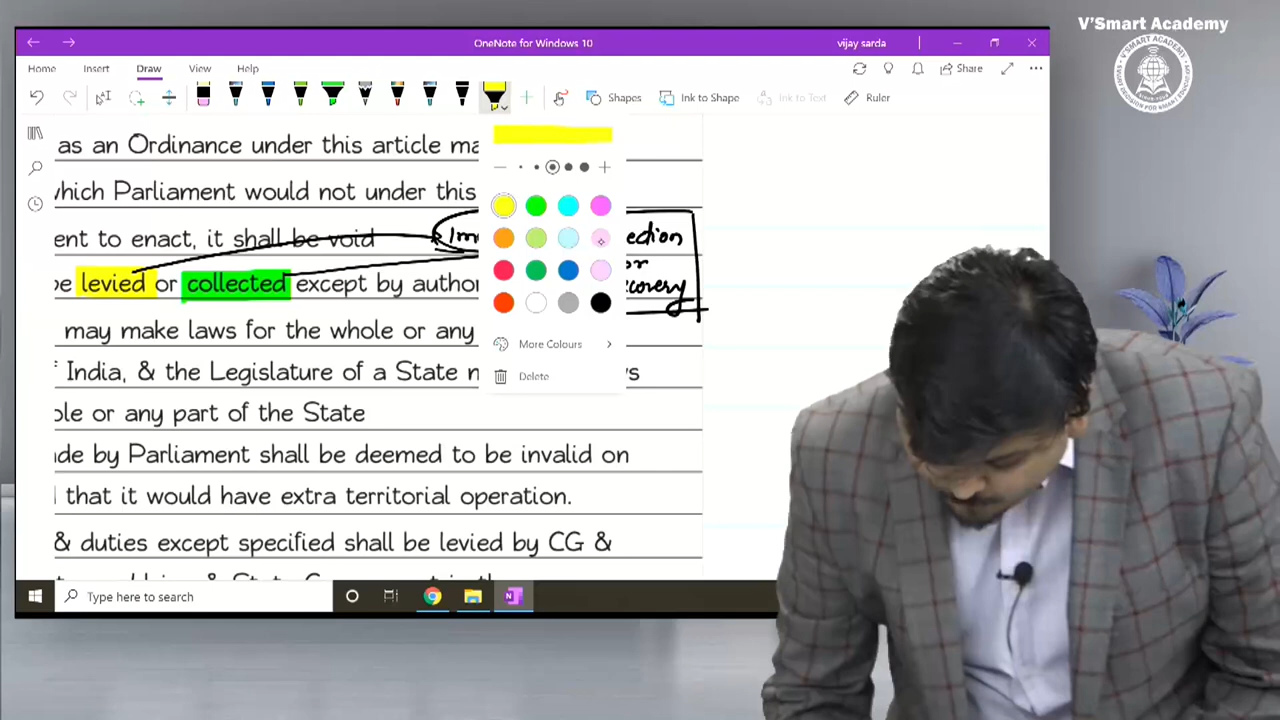 V'Smart Academy
OneNote for Windows 10
vijay sarda
Home Insert Draw View Help
Share
Shapes Ink to Shape Ink to Text Ruler
as an Ordinance under this article
which Parliament would not under this
ent to enact, it shall be void
be levied or collected except by
or
may make laws for the whole or any
India, & the Legislature of a State
ole or any part of the State
de by Parliament shall be deemed to be invalid on
that it would have extra territorial operation.
& duties except specified shall be levied by CG &
More Colours
Delete
Type here to search